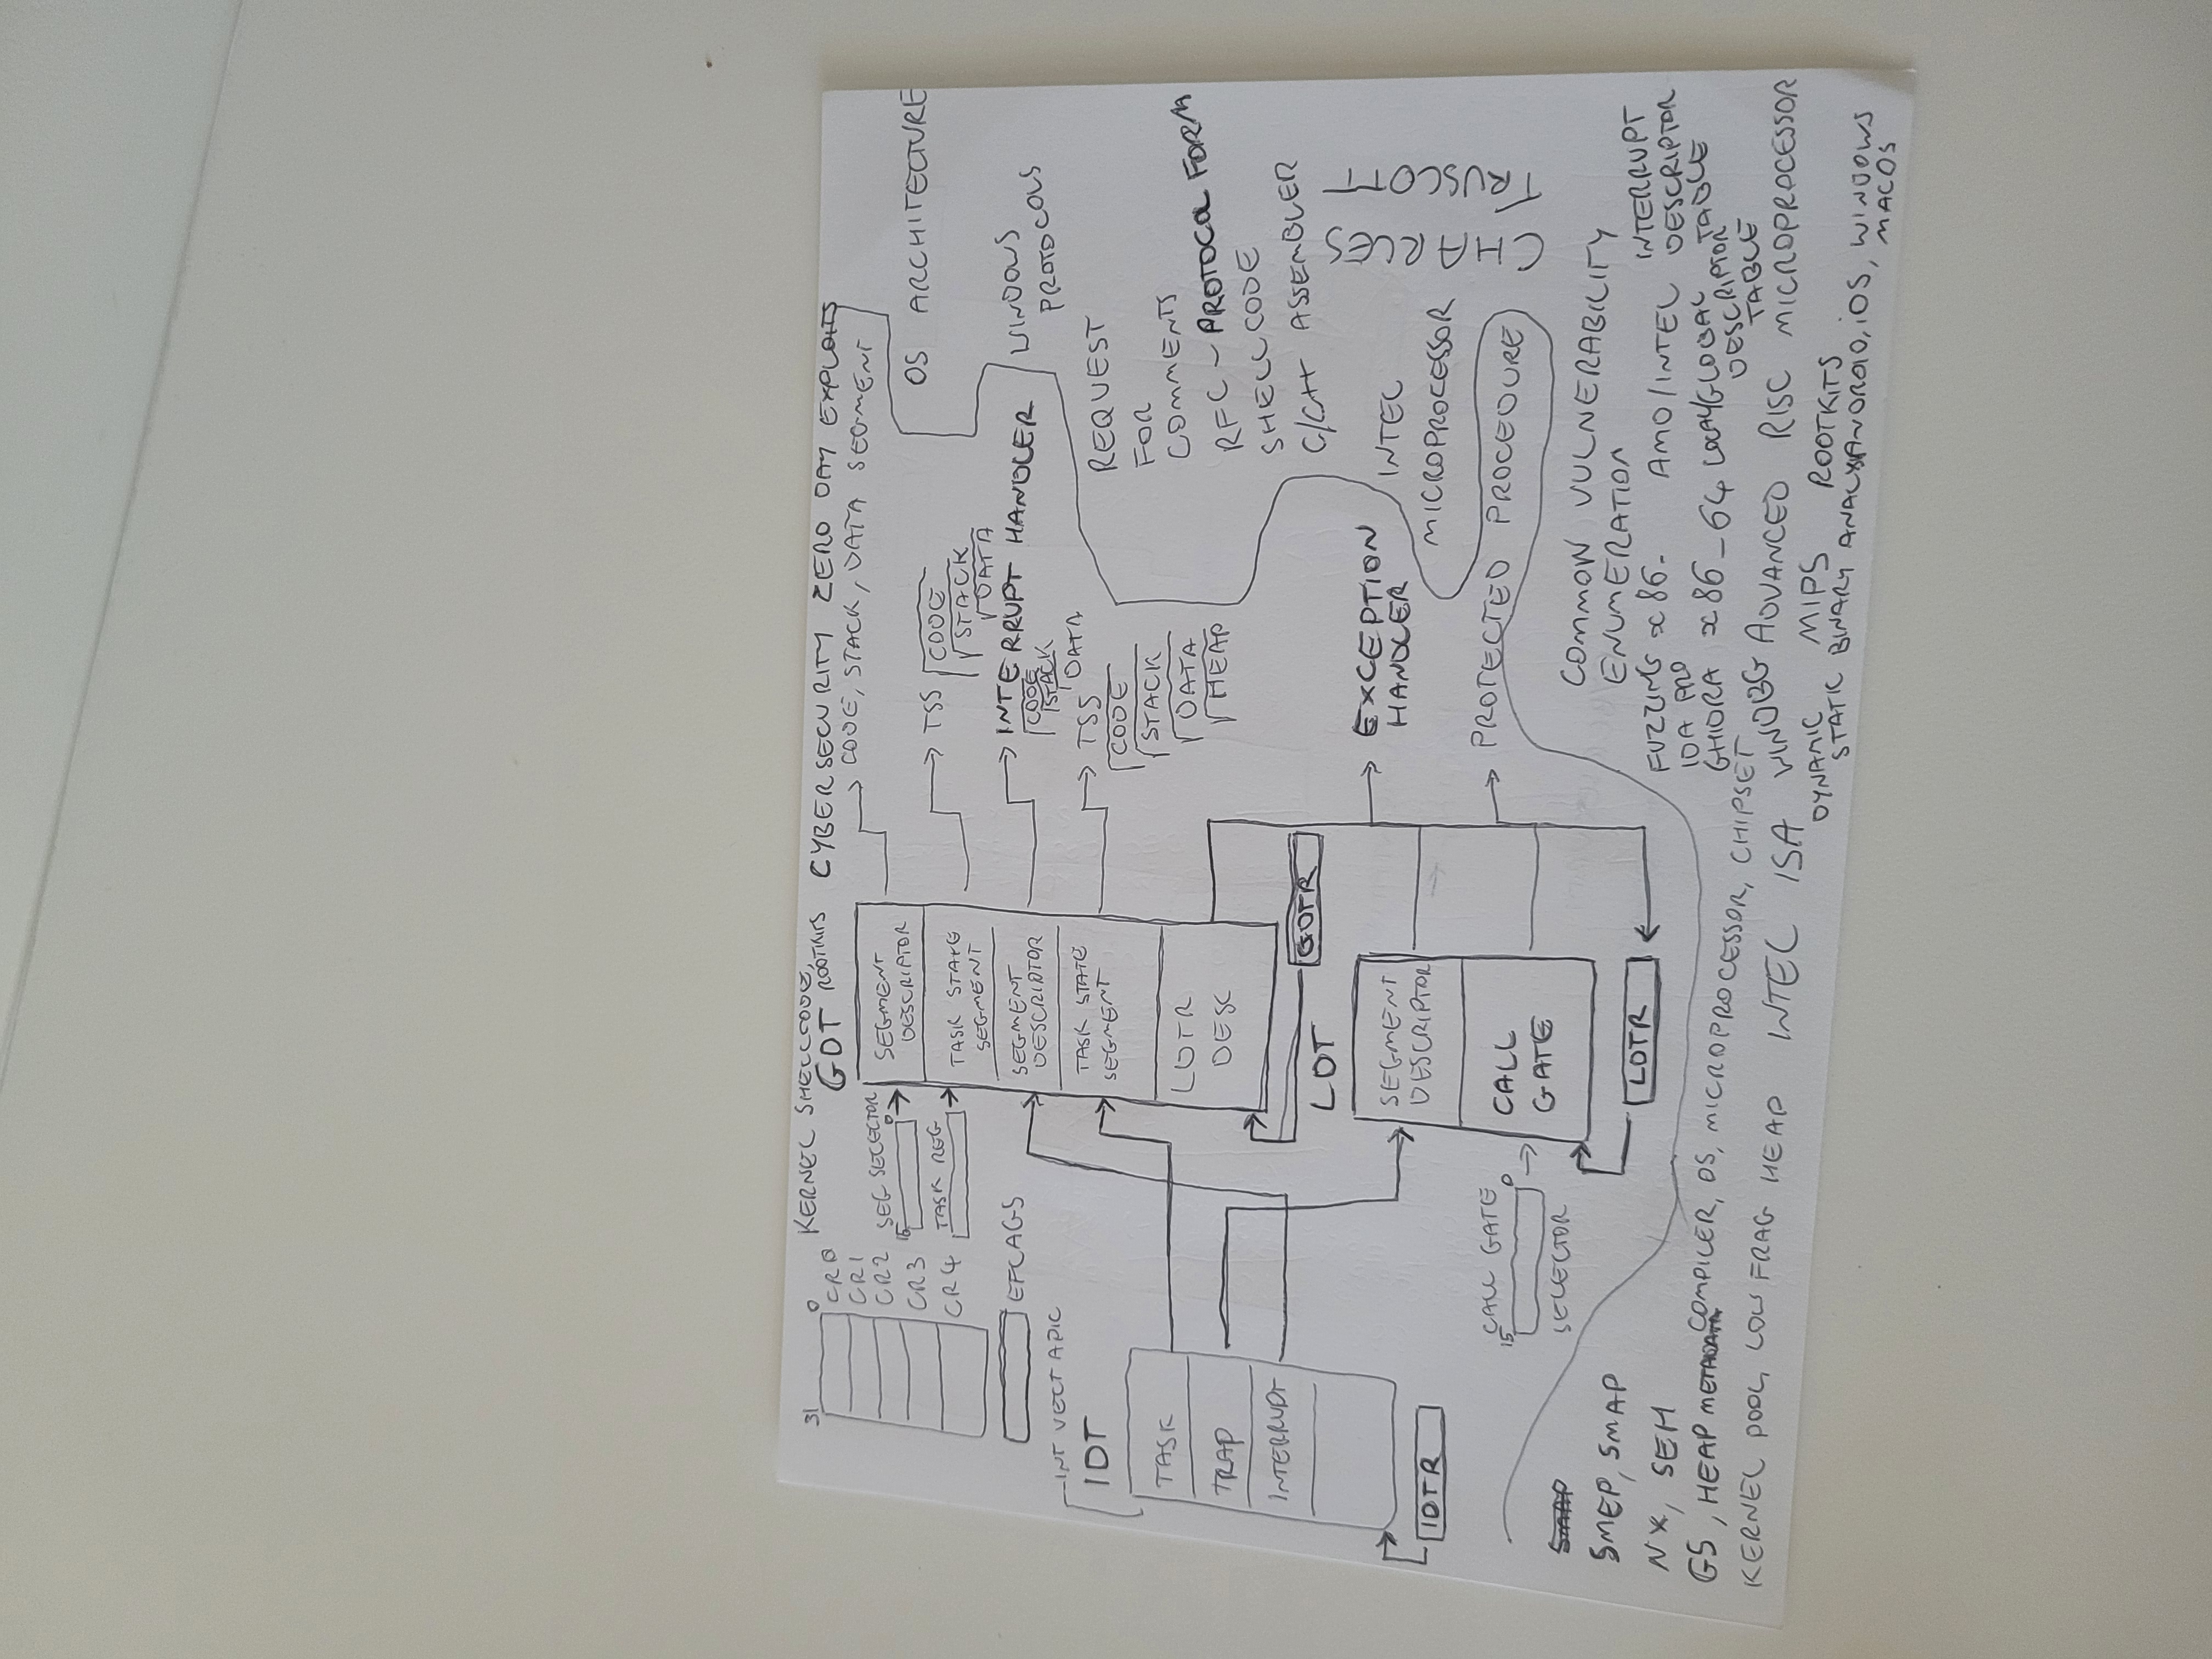 31 0
CR0
CR1
CR2
CR3
CR4
EFLAGS
KERNEL SHELLCODE,
ROOTKITS
CYBERSECURITY ZERO DAY EXPLOITS
GDT
SEG SELECTOR
15 0
TASK REG
SEGMENT
DESCRIPTOR
TASK STATE
SEGMENT
SEGMENT
DESCRIPTOR
TASK STATE
SEGMENT
LDTR
DESC
GDTR
CODE, STACK, DATA SEGMENT
TSS CODE
STACK
DATA
INTERRUPT HANDLER
CODE
STACK
DATA
TSS
CODE
STACK
DATA
HEAP
INT VECT APIC
IDT
TASK
TRAP
INTERRUPT
IDTR
LDT
SEGMENT
DESCRIPTOR
CALL
GATE
LDTR
CALL GATE
15 0
SELECTOR
EXCEPTION
HANDLER
PROTECTED PROCEDURE
OS ARCHITECTURE
WINDOWS
PROTOCOLS
REQUEST
FOR
COMMENTS
RFC - PROTOCOL FORM
SHELLCODE
C/C++ ASSEMBLER
INTEL
MICROPROCESSOR
CHARLES
TRUSCOTT
SMAP
SMEP, SMAP
NX, SEH
GS, HEAP METADATA COMPILER, OS, MICROPROCESSOR, CHIPSET
KERNEL POOL, LOW FRAG HEAP INTEL ISA WINDBG
COMMON VULNERABILITY
ENUMERATION
FUZZING x86-
IDA PRO
GHIDRA x86_64
AMD/INTEL
LOCAL/GLOBAL
DESCRIPTOR
TABLE
INTERRUPT
DESCRIPTOR
TABLE
ADVANCED RISC MICROPROCESSOR
DYNAMIC MIPS ROOTKITS
STATIC BINARY ANALYSIS ANDROID, iOS, WINDOWS
MACOS